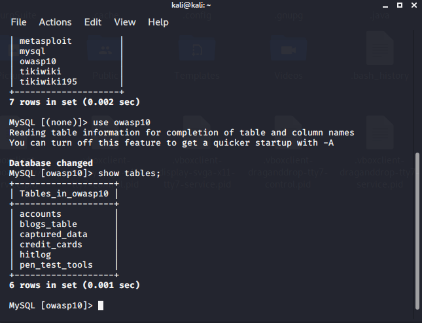 kali@kali: ~
File Actions Edit View Help
| metasploit |
| mysql |
| owasp10 |
| tikiwiki |
| tikiwiki195 |
+--------------------+
7 rows in set (0.002 sec)
MySQL [(none)]> use owasp10
Reading table information for completion of table and column names
You can turn off this feature to get a quicker startup with -A
Database changed
MySQL [owasp10]> show tables;
+-------------------+
| Tables_in_owasp10 |
+-------------------+
| accounts |
| blogs_table |
| captured_data |
| credit_cards |
| hitlog |
| pen_test_tools |
+-------------------+
6 rows in set (0.001 sec)
MySQL [owasp10]>